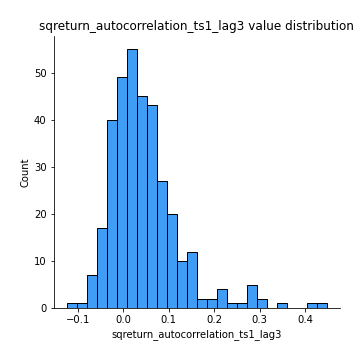 sqreturn_autocorrelation_ts1_lag3 value distribution
50
40
30
20
10
0
Count
−0.1 0.0 0.1 0.2 0.3 0.4
sqreturn_autocorrelation_ts1_lag3